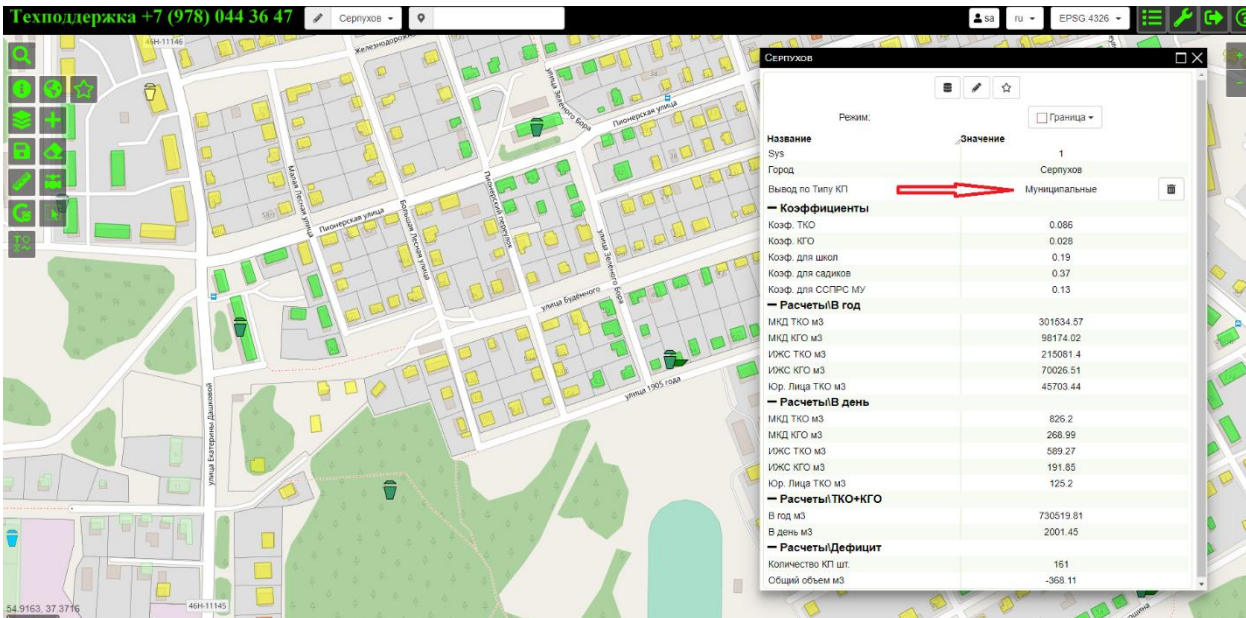 Техподдержка +7 (978) 044 36 47
Серпухов
sa
ru
EPSG 4326
46Н-11146
Железнодорожн
улица Зелёного Бора
Пионерская улица
Малая Лесная улица
Большая Лесная улица
Пионерский переулок
Пионерская улица
улица Зелёного Бора
улица Будённого
улица 1905 года
улица Екатерины Дашковой
46Н-11145
54.9163, 37.3716
Серпухов
Режим:
Граница
Название Значение
Sys 1
Город Серпухов
Вывод по Типу КП Муниципальные
Коэффициенты
Коэф. ТКО 0.086
Коэф. КГО 0.028
Коэф. для школ 0.19
Коэф. для садиков 0.37
Коэф. для ССПРС МУ 0.13
Расчеты\В год
МКД ТКО м3 301534.57
МКД КГО м3 98174.02
ИЖС ТКО м3 215081.4
ИЖС КГО м3 70026.51
Юр. Лица ТКО м3 45703.44
Расчеты\В день
МКД ТКО м3 826.2
МКД КГО м3 268.99
ИЖС ТКО м3 589.27
ИЖС КГО м3 191.85
Юр. Лица ТКО м3 125.2
Расчеты\ТКО+КГО
В год м3 730519.81
В день м3 2001.45
Расчеты\Дефицит
Количество КП шт. 161
Общий объем м3 -368.11